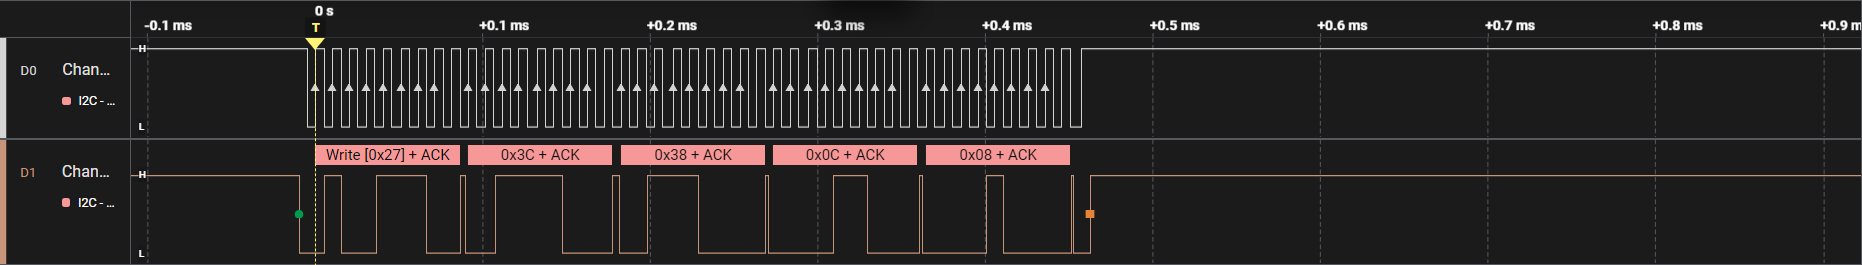 0 s
-0.1 ms +0.1 ms +0.2 ms +0.3 ms +0.4 ms +0.5 ms +0.6 ms +0.7 ms +0.8 ms +0.9 m
T
H
D0 Chan...
I2C - ...
L
Write [0x27] + ACK 0x3C + ACK 0x38 + ACK 0x0C + ACK 0x08 + ACK
D1 Chan...
H
I2C - ...
L